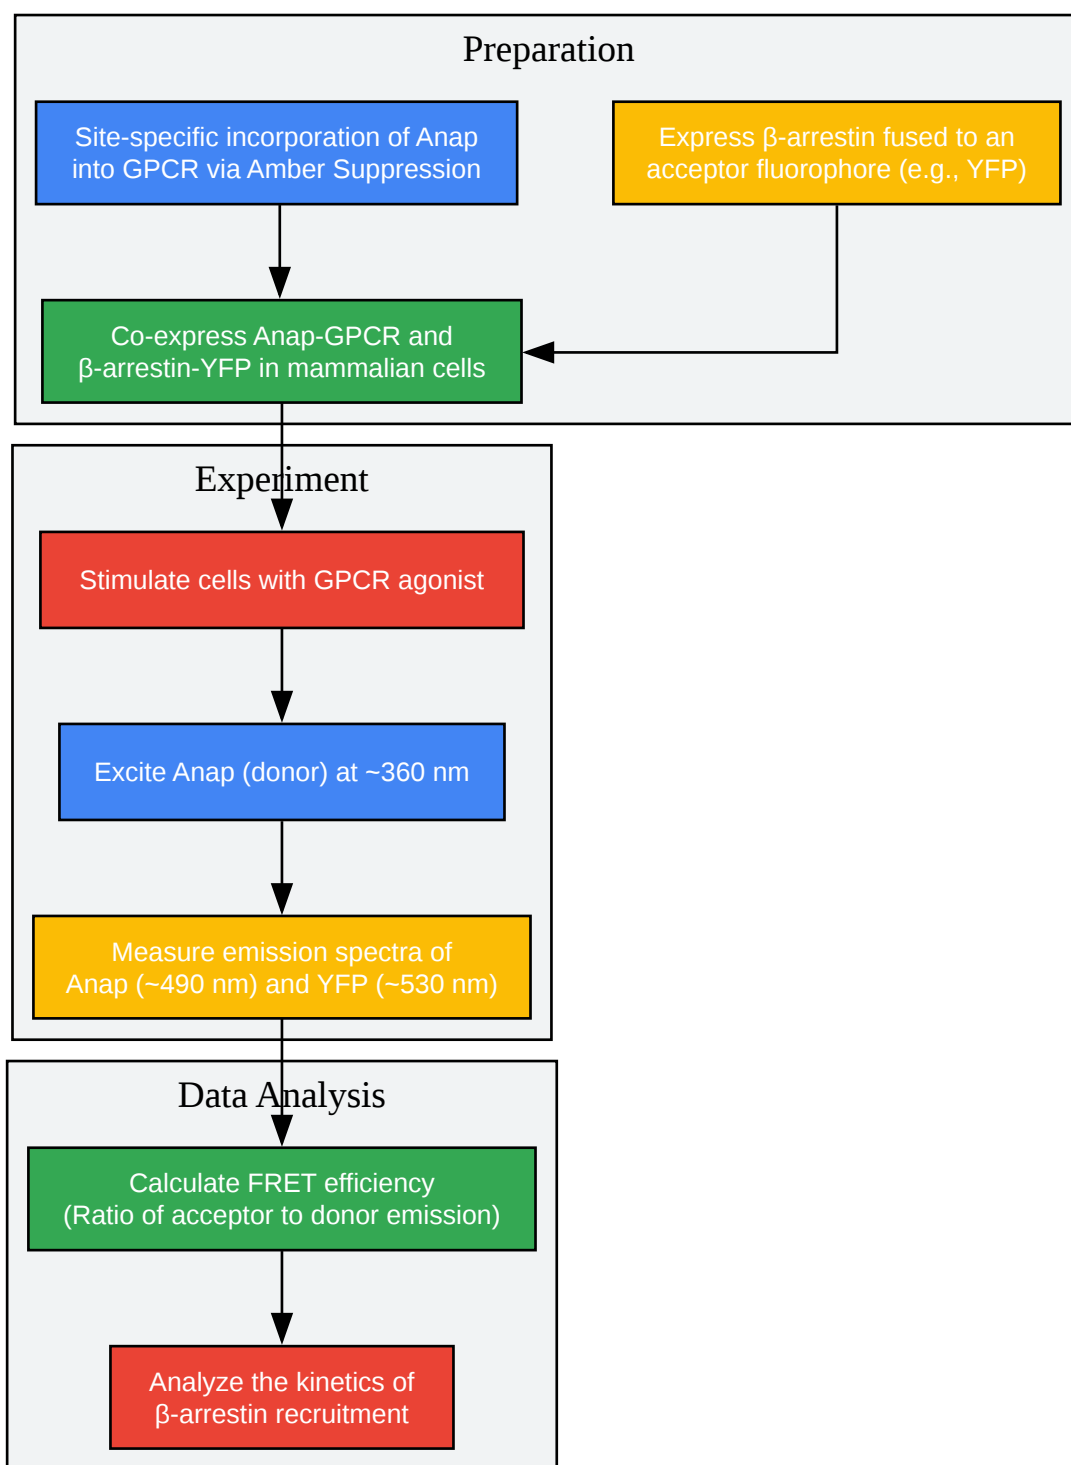 Preparation
Site-specific incorporation of Anap
into GPCR via Amber Suppression
Express β-arrestin fused to an
acceptor fluorophore (e.g., YFP)
Co-express Anap-GPCR and
β-arrestin-YFP in mammalian cells
Experiment
Stimulate cells with GPCR agonist
Excite Anap (donor) at ~360 nm
Measure emission spectra of
Anap (~490 nm) and YFP (~530 nm)
Data Analysis
Calculate FRET efficiency
(Ratio of acceptor to donor emission)
Analyze the kinetics of
β-arrestin recruitment